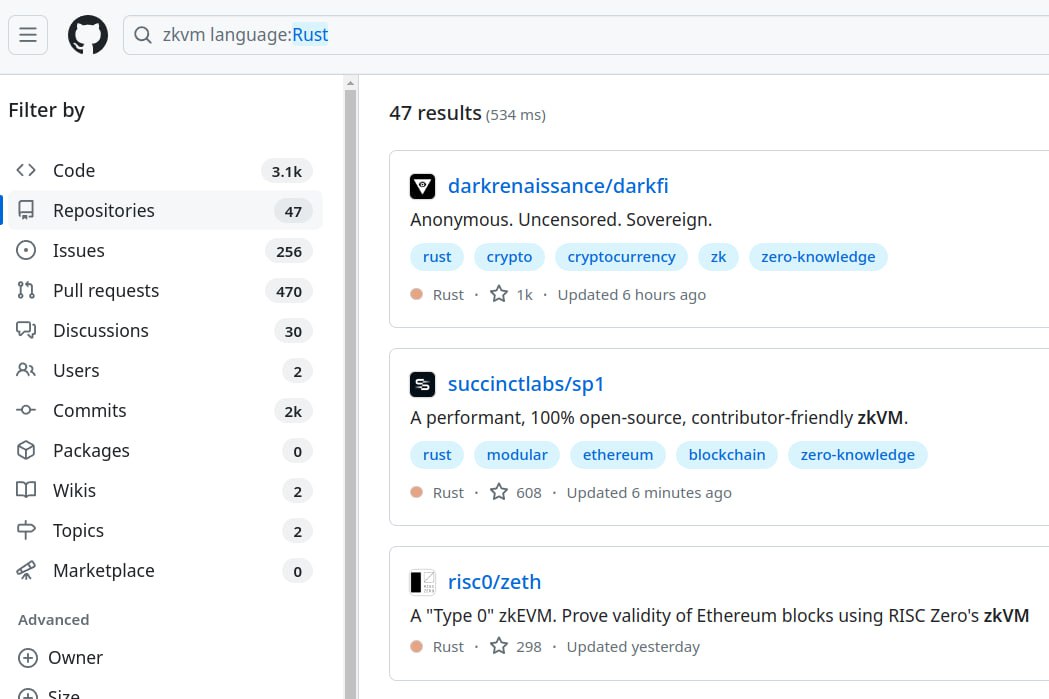 zkvm language:Rust
Filter by
Code 3.1k
Repositories 47
Issues 256
Pull requests 470
Discussions 30
Users 2
Commits 2k
Packages 0
Wikis 2
Topics 2
Marketplace 0
Advanced
Owner
Size
47 results (534 ms)
darkrenaissance/darkfi
Anonymous. Uncensored. Sovereign.
rust crypto cryptocurrency zk zero-knowledge
Rust · 1k · Updated 6 hours ago
succinctlabs/sp1
A performant, 100% open-source, contributor-friendly zkVM.
rust modular ethereum blockchain zero-knowledge
Rust · 608 · Updated 6 minutes ago
risc0/zeth
A "Type 0" zkEVM. Prove validity of Ethereum blocks using RISC Zero's zkVM
Rust · 298 · Updated yesterday